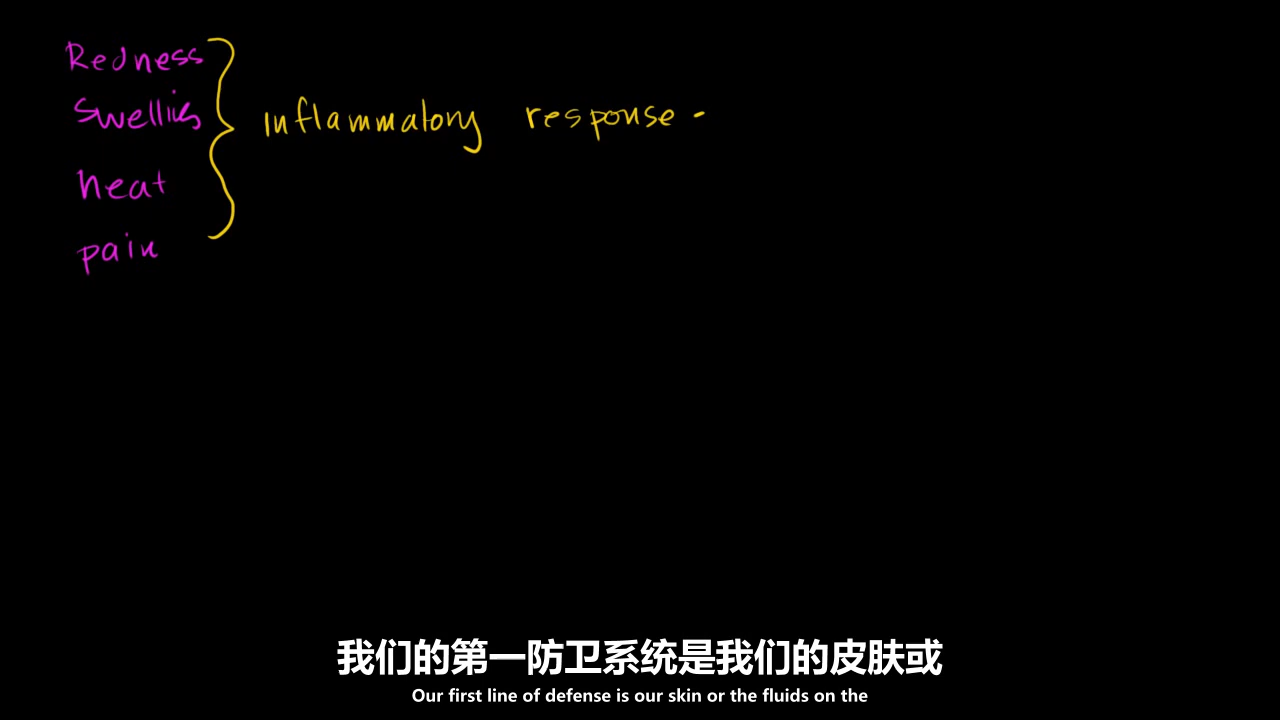 Redness
Swelling
heat
pain
Inflammatory response -
我们的第一防卫系统是我们的皮肤或
Our first line of defense is our skin or the fluids on the